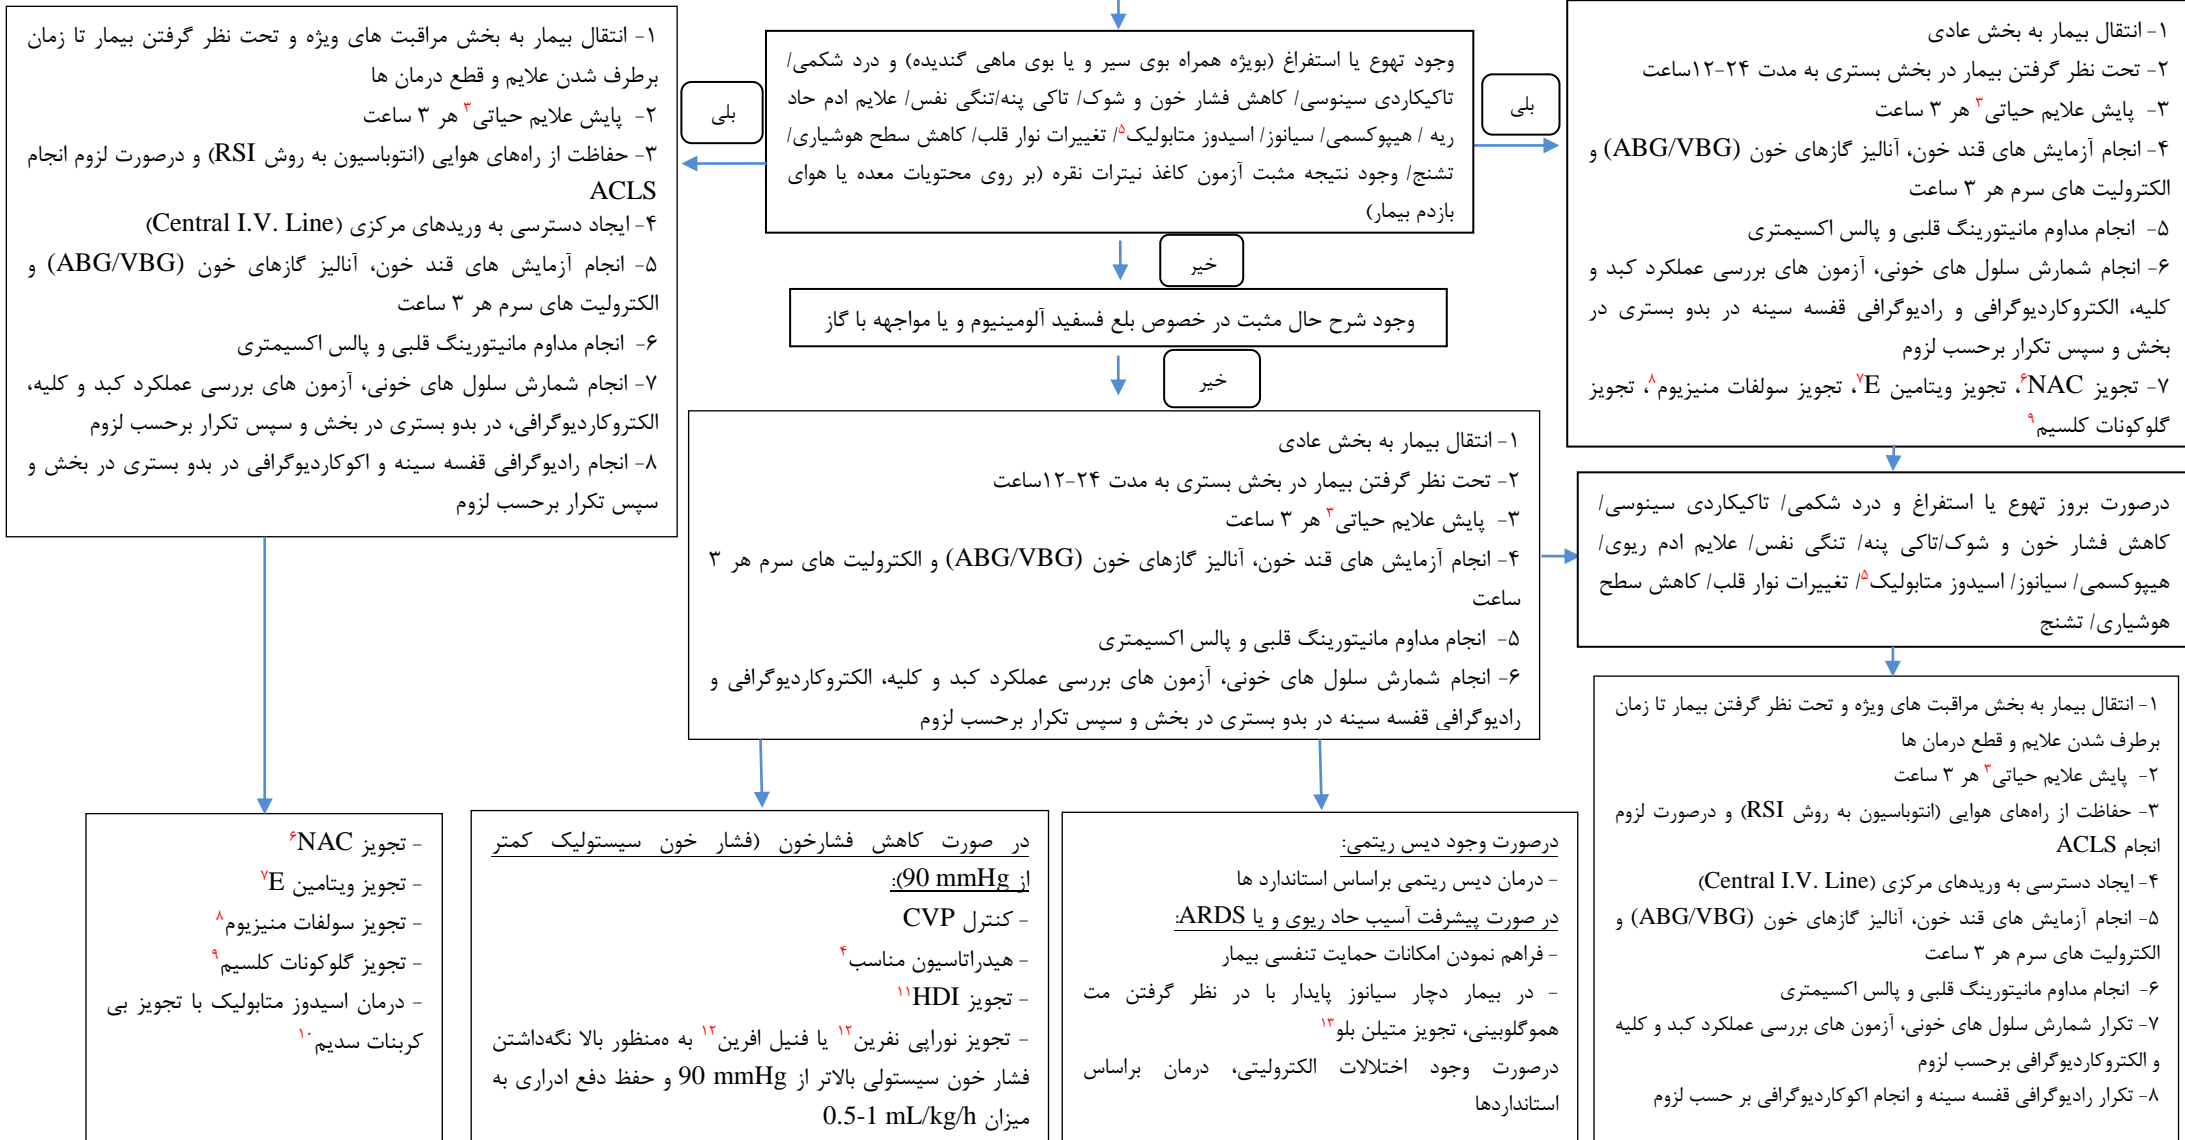 ۱- انتقال بیمار به بخش عادی
۲- تحت نظر گرفتن بیمار در بخش بستری به مدت ۲۴-۱۲ساعت
۳- پایش علایم حیاتی۳ هر ۳ ساعت
۴- انجام آزمایش های قند خون، آنالیز گازهای خون (ABG/VBG) و
الکترولیت های سرم هر ۳ ساعت
۵- انجام مداوم مانیتورینگ قلبی و پالس اکسیمتری
۶- انجام شمارش سلول های خونی، آزمون های بررسی عملکرد کبد و
کلیه، الکتروکاردیوگرافی و رادیوگرافی قفسه سینه در بدو بستری در
بخش و سپس تکرار برحسب لزوم
۷- تجویز NAC۶، تجویز ویتامین E۷، تجویز سولفات منیزیوم۸، تجویز
گلوکونات کلسیم۹
بلی
وجود تهوع یا استفراغ (بویژه همراه بوی سیر و یا بوی ماهی گندیده) و درد شکمی/
تاکیکاردی سینوسی/ کاهش فشار خون و شوک/ تاکی پنه/تنگی نفس/ علایم ادم حاد
ریه / هیپوکسمی/ سیانوز/ اسیدوز متابولیک۵/ تغییرات نوار قلب/ کاهش سطح هوشیاری/
تشنج/ وجود نتیجه مثبت آزمون کاغذ نیترات نقره (بر روی محتویات معده یا هوای
بازدم بیمار)
بلی
۱- انتقال بیمار به بخش مراقبت های ویژه و تحت نظر گرفتن بیمار تا زمان
برطرف شدن علایم و قطع درمان ها
۲- پایش علایم حیاتی۳ هر ۳ ساعت
۳- حفاظت از راه‌های هوایی (انتوباسیون به روش RSI) و درصورت لزوم انجام
ACLS
۴- ایجاد دسترسی به وریدهای مرکزی (Central I.V. Line)
۵- انجام آزمایش های قند خون، آنالیز گازهای خون (ABG/VBG) و
الکترولیت های سرم هر ۳ ساعت
۶- انجام مداوم مانیتورینگ قلبی و پالس اکسیمتری
۷- انجام شمارش سلول های خونی، آزمون های بررسی عملکرد کبد و کلیه،
الکتروکاردیوگرافی، در بدو بستری در بخش و سپس تکرار برحسب لزوم
۸- انجام رادیوگرافی قفسه سینه و اکوکاردیوگرافی در بدو بستری در بخش و
سپس تکرار برحسب لزوم
خیر
وجود شرح حال مثبت در خصوص بلع فسفید آلومینیوم و یا مواجهه با گاز
خیر
۱- انتقال بیمار به بخش عادی
۲- تحت نظر گرفتن بیمار در بخش بستری به مدت ۲۴-۱۲ساعت
۳- پایش علایم حیاتی۳ هر ۳ ساعت
۴- انجام آزمایش های قند خون، آنالیز گازهای خون (ABG/VBG) و الکترولیت های سرم هر ۳
ساعت
۵- انجام مداوم مانیتورینگ قلبی و پالس اکسیمتری
۶- انجام شمارش سلول های خونی، آزمون های بررسی عملکرد کبد و کلیه، الکتروکاردیوگرافی و
رادیوگرافی قفسه سینه در بدو بستری در بخش و سپس تکرار برحسب لزوم
درصورت بروز تهوع یا استفراغ و درد شکمی/ تاکیکاردی سینوسی/
کاهش فشار خون و شوک/تاکی پنه/ تنگی نفس/ علایم ادم ریوی/
هیپوکسمی/ سیانوز/ اسیدوز متابولیک۵/ تغییرات نوار قلب/ کاهش سطح
هوشیاری/ تشنج
۱- انتقال بیمار به بخش مراقبت های ویژه و تحت نظر گرفتن بیمار تا زمان
برطرف شدن علایم و قطع درمان ها
۲- پایش علایم حیاتی۳ هر ۳ ساعت
۳- حفاظت از راه‌های هوایی (انتوباسیون به روش RSI) و درصورت لزوم
انجام ACLS
۴- ایجاد دسترسی به وریدهای مرکزی (Central I.V. Line)
۵- انجام آزمایش های قند خون، آنالیز گازهای خون (ABG/VBG) و
الکترولیت های سرم هر ۳ ساعت
۶- انجام مداوم مانیتورینگ قلبی و پالس اکسیمتری
۷- تکرار شمارش سلول های خونی، آزمون های بررسی عملکرد کبد و کلیه
و الکتروکاردیوگرافی برحسب لزوم
۸- تکرار رادیوگرافی قفسه سینه و انجام اکوکاردیوگرافی بر حسب لزوم
درصورت وجود دیس ریتمی:
- درمان دیس ریتمی براساس استاندارد ها
در صورت پیشرفت آسیب حاد ریوی و یا ARDS:
- فراهم نمودن امکانات حمایت تنفسی بیمار
- در بیمار دچار سیانوز پایدار با در نظر گرفتن مت
هموگلوبینی، تجویز متیلن بلو۱۳
درصورت وجود اختلالات الکترولیتی، درمان براساس
استانداردها
در صورت کاهش فشارخون (فشار خون سیستولیک کمتر
از 90 mmHg):
- کنترل CVP
- هیدراتاسیون مناسب۴
- تجویز HDI۱۱
- تجویز نوراپی نفرین۱۲ یا فنیل افرین۱۲ به ه‌منظور بالا نگه‌داشتن
فشار خون سیستولی بالاتر از 90 mmHg و حفظ دفع ادراری به
میزان 0.5-1 mL/kg/h
- تجویز NAC۶
- تجویز ویتامین E۷
- تجویز سولفات منیزیوم۸
- تجویز گلوکونات کلسیم۹
- درمان اسیدوز متابولیک با تجویز بی
کربنات سدیم۱۰